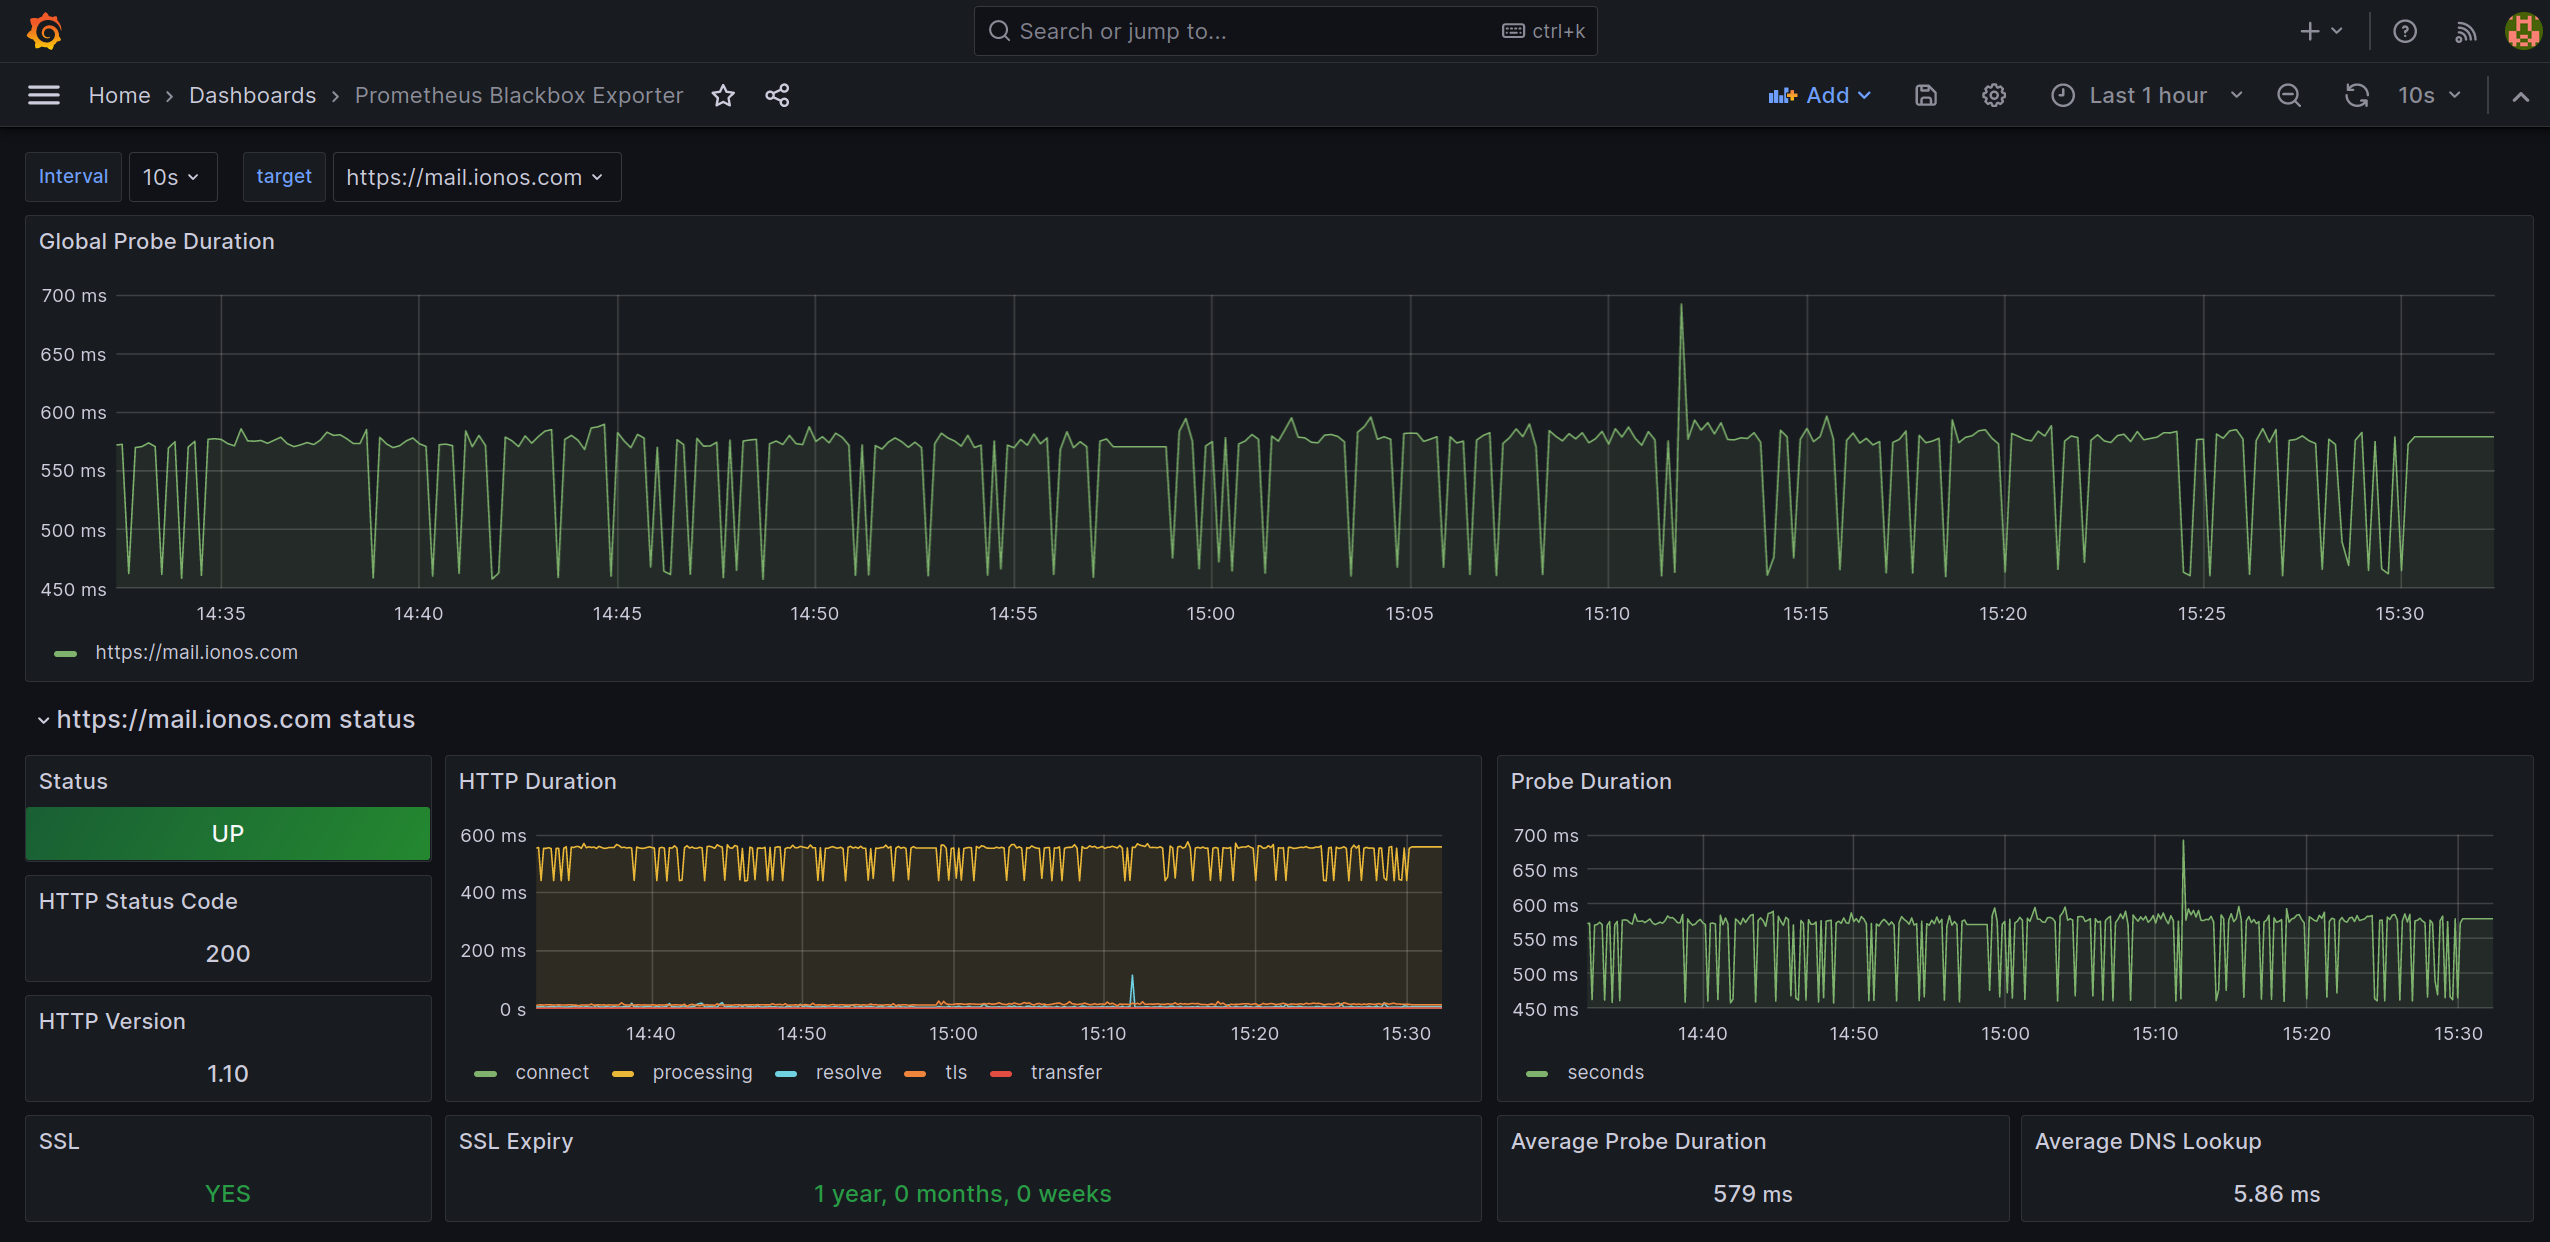 Search or jump to... ctrl+k
Home › Dashboards › Prometheus Blackbox Exporter Add Last 1 hour 10s
Interval 10s target https://mail.ionos.com
Global Probe Duration
700 ms
650 ms
600 ms
550 ms
500 ms
450 ms
14:35 14:40 14:45 14:50 14:55 15:00 15:05 15:10 15:15 15:20 15:25 15:30
https://mail.ionos.com
https://mail.ionos.com status
Status
UP
HTTP Status Code
200
HTTP Version
1.10
SSL
YES
HTTP Duration
600 ms
400 ms
200 ms
0 s
14:40 14:50 15:00 15:10 15:20 15:30
connect processing resolve tls transfer
Probe Duration
700 ms
650 ms
600 ms
550 ms
500 ms
450 ms
14:40 14:50 15:00 15:10 15:20 15:30
seconds
SSL Expiry
1 year, 0 months, 0 weeks
Average Probe Duration
579 ms
Average DNS Lookup
5.86 ms